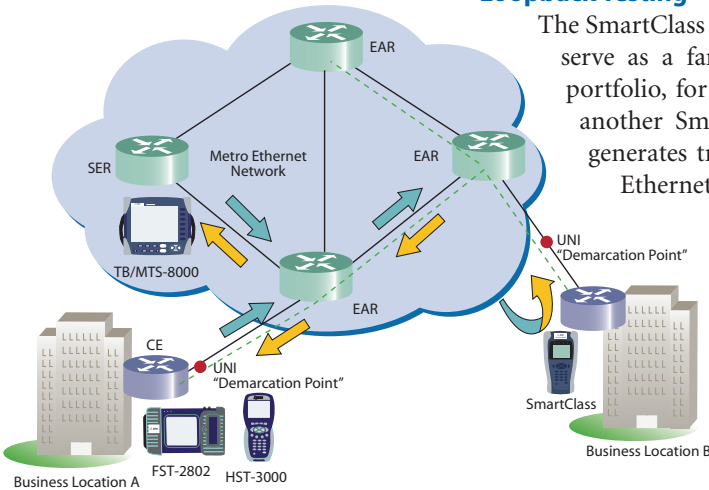 Loopback Testing
The SmartClass
serve as a far
portfolio, for
another Sm
generates tr
Ethernet
EAR
SER
Metro Ethernet
Network
EAR
TB/MTS-8000
UNI
"Demarcation Point"
EAR
CE
UNI
"Demarcation Point"
SmartClass
FST-2802
HST-3000
Business Location A
Business Location B